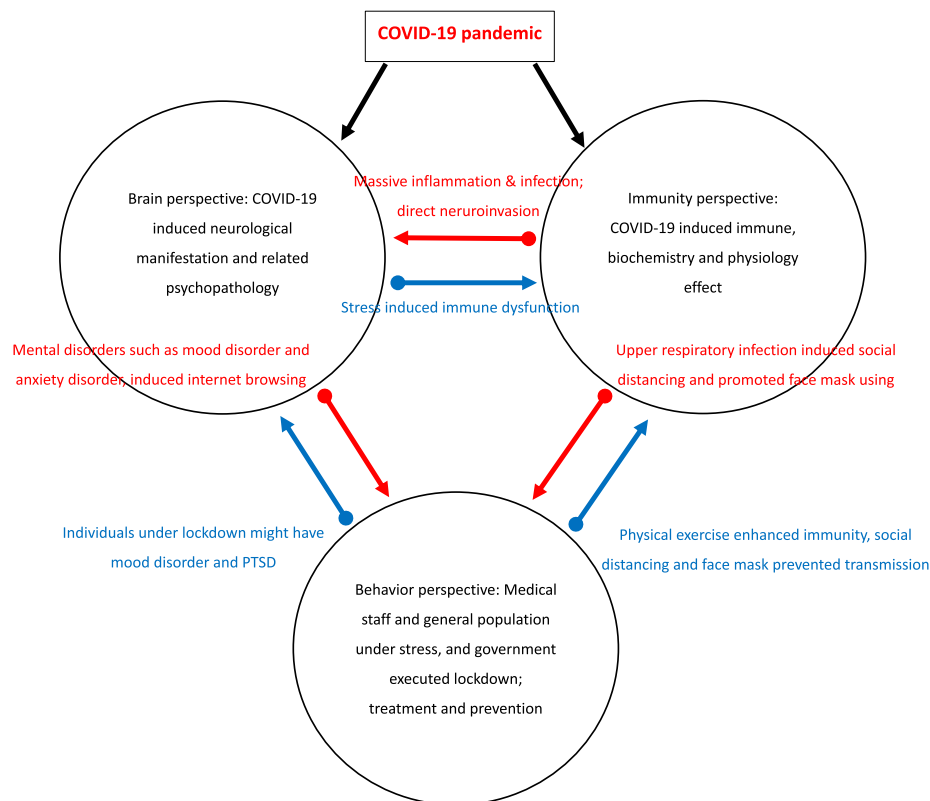 COVID-19 pandemic
Massive inflammation & infection;
direct neruroinvasion
Brain perspective: COVID-19
induced neurological
manifestation and related
psychopathology
Immunity perspective:
COVID-19 induced immune,
biochemistry and physiology
effect
Stress induced immune dysfunction
Mental disorders such as mood disorder and
anxiety disorder, induced internet browsing
Upper respiratory infection induced social
distancing and promoted face mask using
Individuals under lockdown might have
mood disorder and PTSD
Physical exercise enhanced immunity, social
distancing and face mask prevented transmission
Behavior perspective: Medical
staff and general population
under stress, and government
executed lockdown;
treatment and prevention